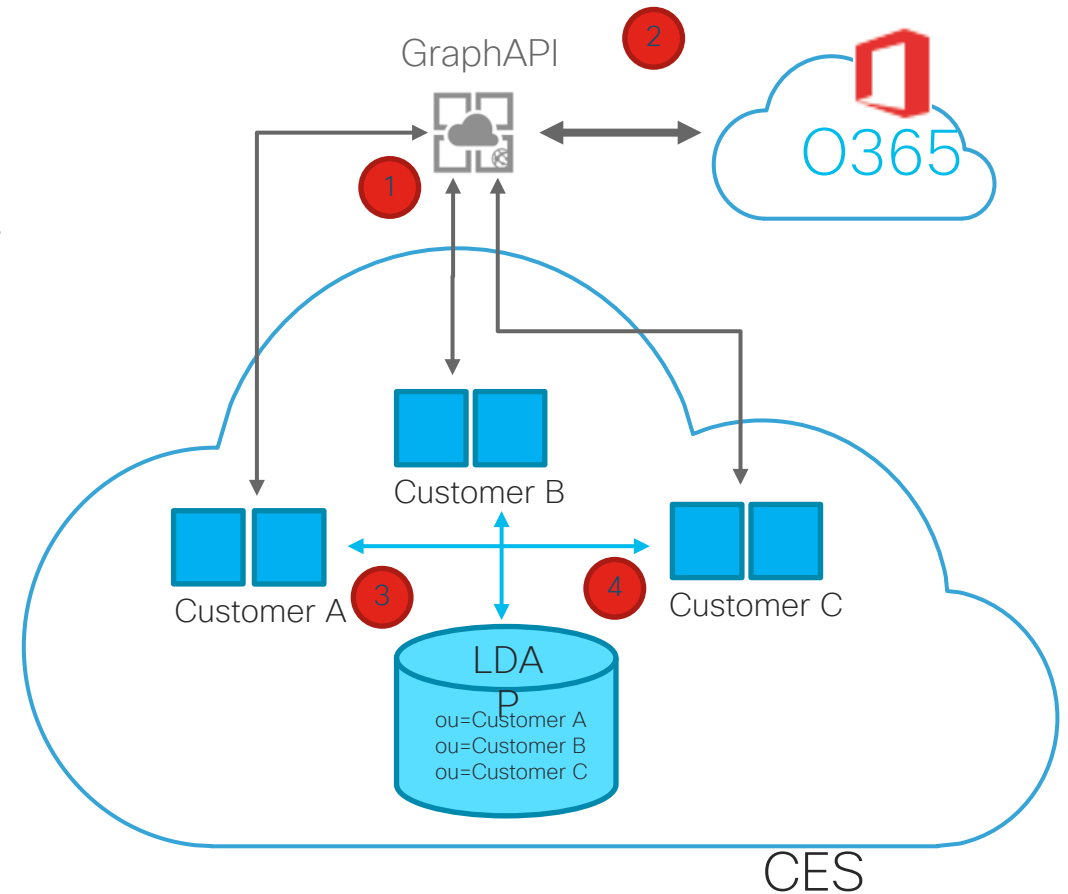 GraphAPI
2
O365
1
Customer B
Customer A
3
4
Customer C
LDA
P
ou=Customer A
ou=Customer B
ou=Customer C
CES